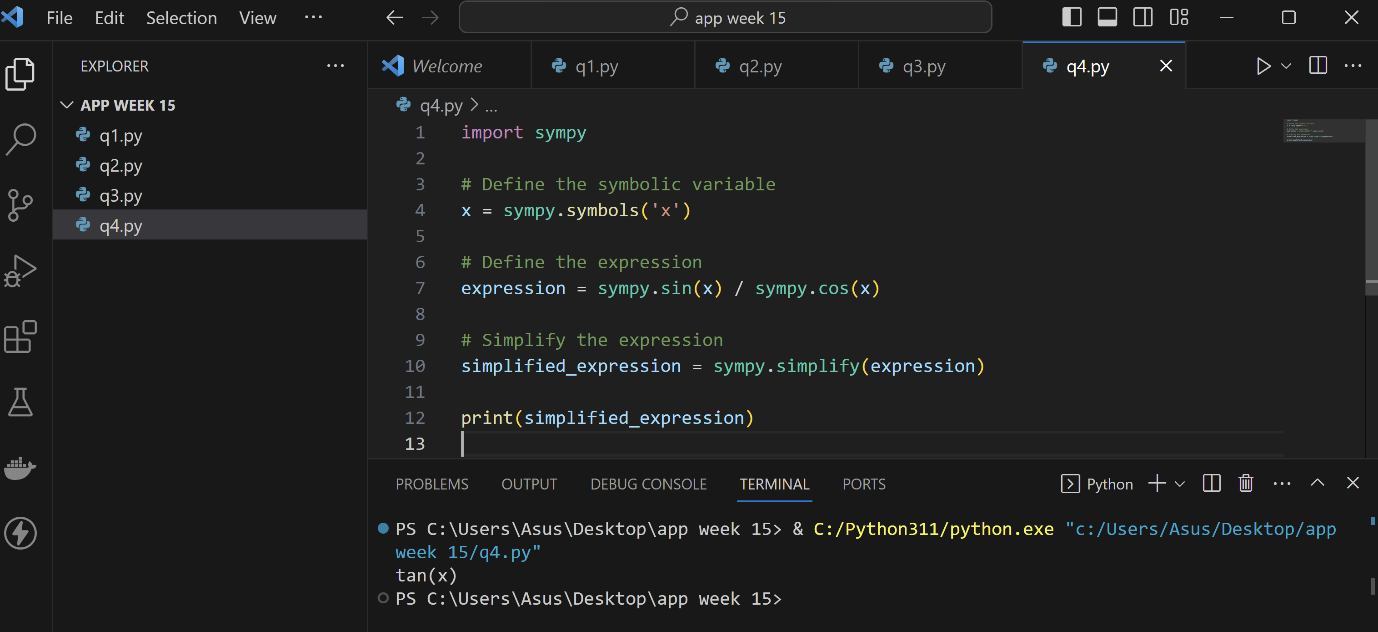 File Edit Selection View ··· app week 15
EXPLORER ···
APP WEEK 15
q1.py
q2.py
q3.py
q4.py
Welcome q1.py q2.py q3.py q4.py ···
q4.py > ...
1 import sympy
2
3 # Define the symbolic variable
4 x = sympy.symbols('x')
5
6 # Define the expression
7 expression = sympy.sin(x) / sympy.cos(x)
8
9 # Simplify the expression
10 simplified_expression = sympy.simplify(expression)
11
12 print(simplified_expression)
13
PROBLEMS OUTPUT DEBUG CONSOLE TERMINAL PORTS Python ···
PS C:\Users\Asus\Desktop\app week 15> & C:/Python311/python.exe "c:/Users/Asus/Desktop/app
week 15/q4.py"
tan(x)
PS C:\Users\Asus\Desktop\app week 15>